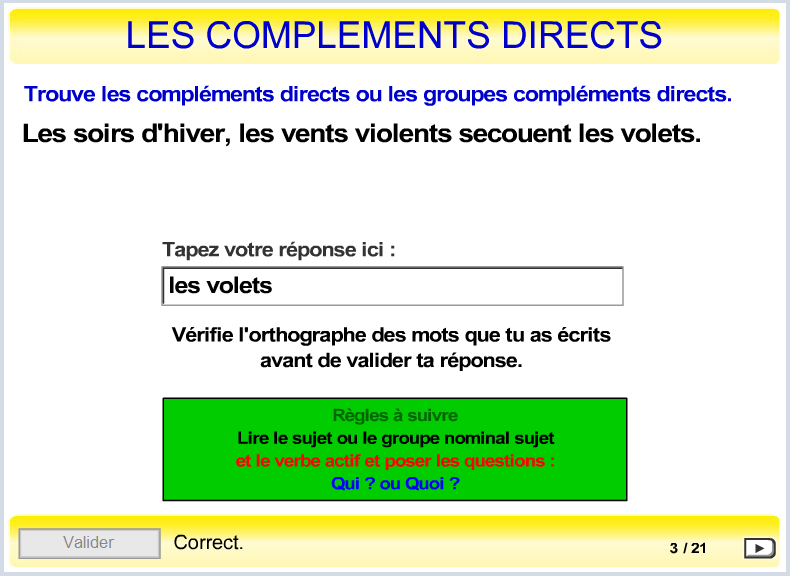 LES COMPLEMENTS DIRECTS
Trouve les compléments directs ou les groupes compléments directs.
Les soirs d'hiver, les vents violents secouent les volets.
Tapez votre réponse ici :
les volets
Vérifie l'orthographe des mots que tu as écrits
avant de valider ta réponse.
Règles à suivre
Lire le sujet ou le groupe nominal sujet
et le verbe actif et poser les questions :
Qui ? ou Quoi ?
Valider
Correct.
3 / 21